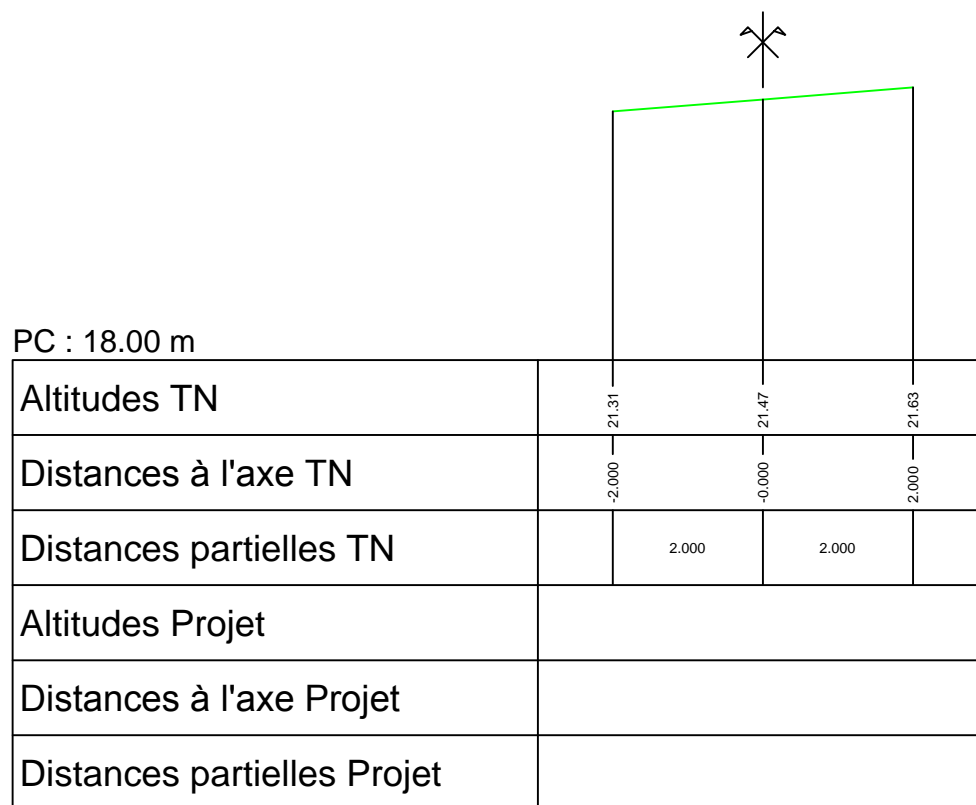 PC : 18.00 m
Altitudes TN 21.31 21.47 21.63
Distances à l'axe TN -2.000 -0.000 2.000
Distances partielles TN 2.000 2.000
Altitudes Projet
Distances à l'axe Projet
Distances partielles Projet